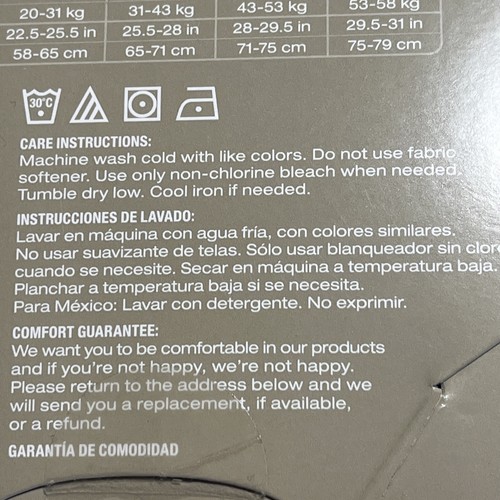 20-31 kg 31-43 kg 43-53 kg 53-58 kg
22.5-25.5 in 25.5-28 in 28-29.5 in 29.5-31 in
58-65 cm 65-71 cm 71-75 cm 75-79 cm
30°C
CARE INSTRUCTIONS:
Machine wash cold with like colors. Do not use fabric
softener. Use only non-chlorine bleach when needed.
Tumble dry low. Cool iron if needed.
INSTRUCCIONES DE LAVADO:
Lavar en máquina con agua fría, con colores similares.
No usar suavizante de telas. Sólo usar blanqueador sin cloro
cuando se necesite. Secar en máquina a temperatura baja.
Planchar a temperatura baja si se necesita.
Para México: Lavar con detergente. No exprimir.
COMFORT GUARANTEE:
We want you to be comfortable in our products
and if you're not happy, we're not happy.
Please return to the address below and we
will send you a replacement, if available,
or a refund.
GARANTÍA DE COMODIDAD